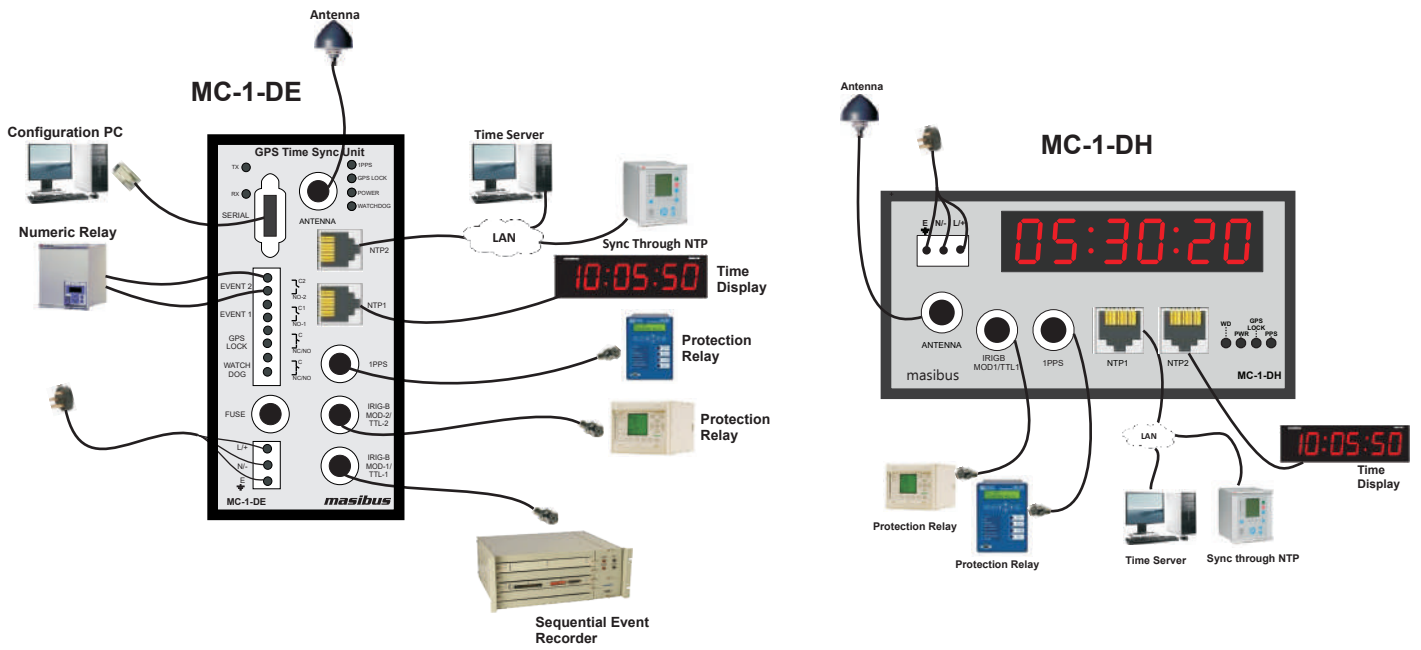 Antenna
MC-1-DE
Configuration PC
GPS Time Sync Unit
TX
1PPS
GPS LOCK
RX
POWER
WATCHDOG
SERIAL
ANTENNA
Time Server
LAN
Sync Through NTP
NTP2
Numeric Relay
EVENT 2
C2
NO-2
EVENT 1
C1
NO-1
NTP1
10:05:50
Time
Display
GPS
LOCK
C
NC/NO
WATCH
DOG
C
NC/NO
1PPS
Protection
Relay
FUSE
IRIG-B
MOD-2/
TTL-2
Protection
Relay
L/+
N/-
E
IRIG-B
MOD-1/
TTL-1
MC-1-DE
masibus
Sequential Event
Recorder
Antenna
MC-1-DH
E N/- L/+
05:30:20
ANTENNA
IRIGB
MOD1/TTL1
1PPS
NTP1
NTP2
WD
PWR
GPS
LOCK
PPS
masibus
MC-1-DH
LAN
10:05:50
Time
Display
Protection Relay
Protection Relay
Time Server
Sync through NTP